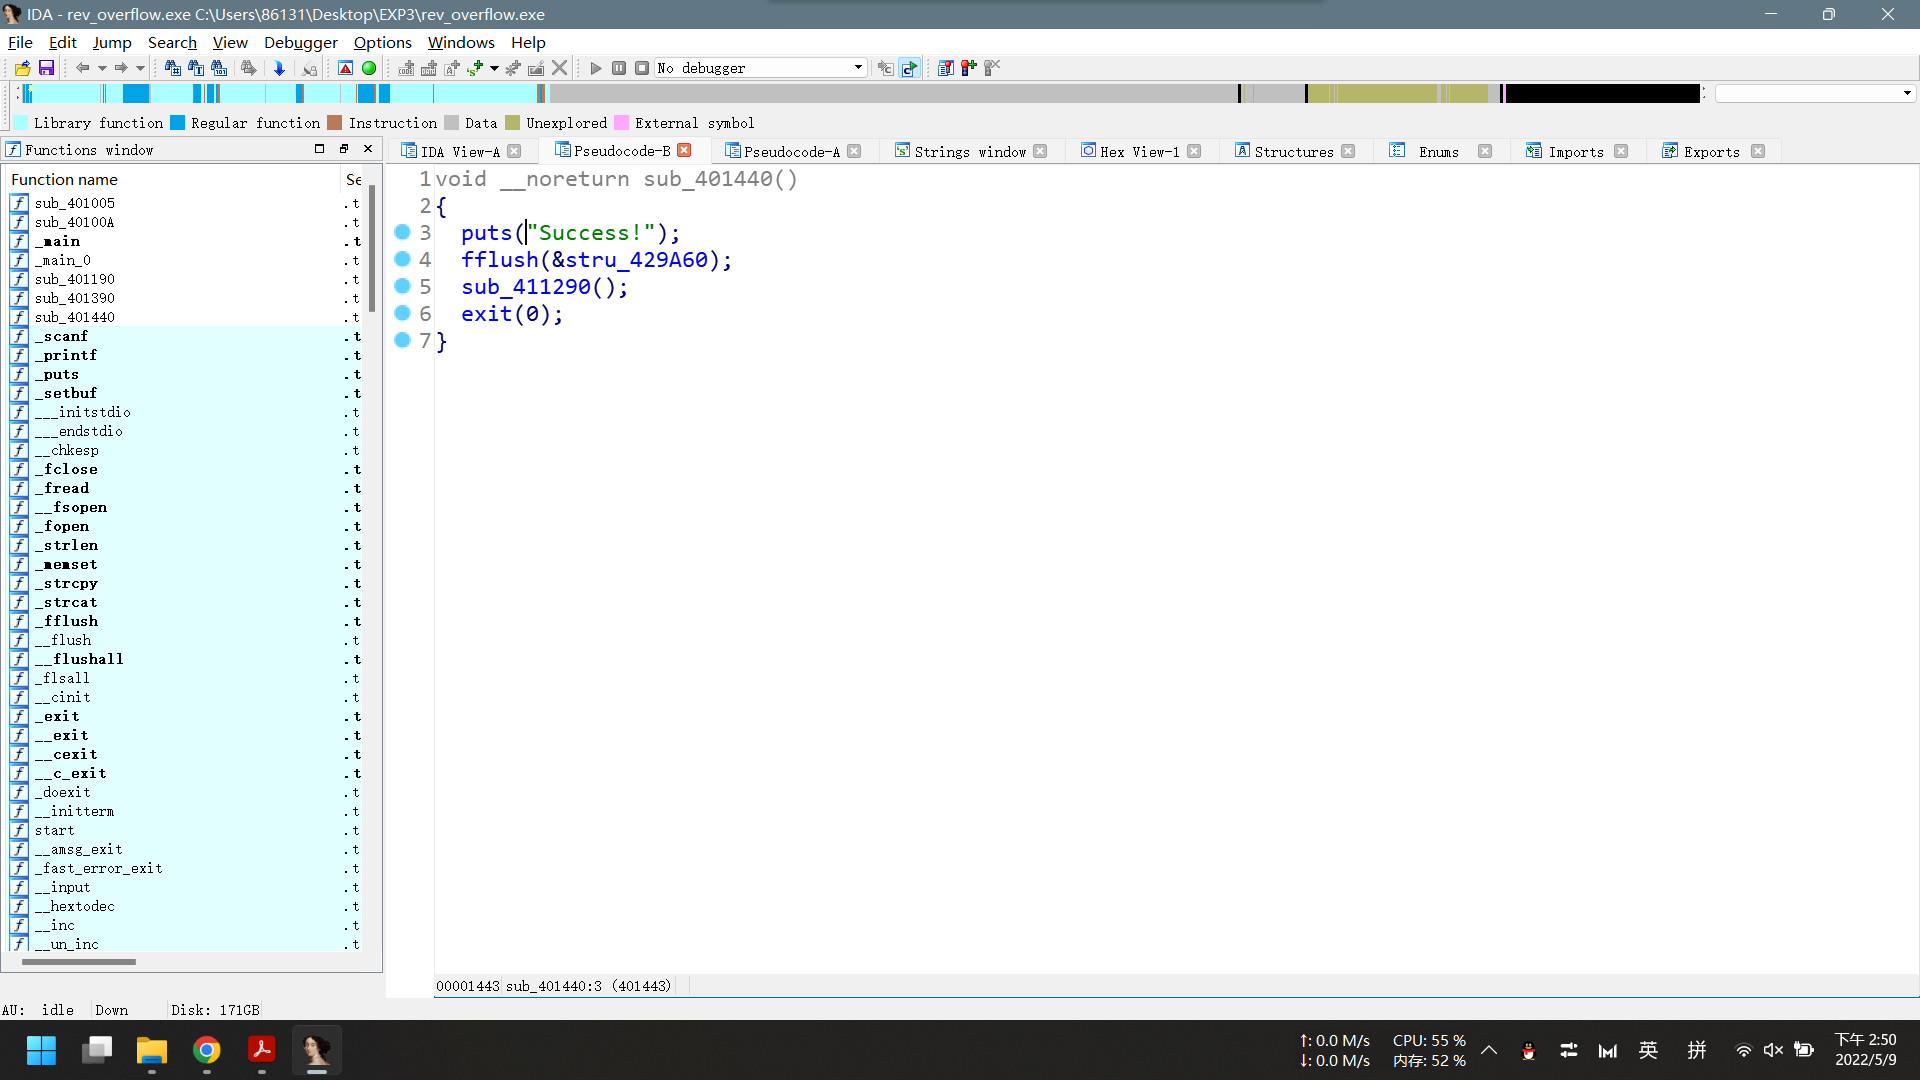 IDA - rev_overflow.exe C:\Users\86131\Desktop\EXP3\rev_overflow.exe
File Edit Jump Search View Debugger Options Windows Help
No debugger
Library function Regular function Instruction Data Unexplored External symbol
Functions window
IDA View-A Pseudocode-B Pseudocode-A Strings window Hex View-1 Structures Enums Imports Exports
Function name Se
sub_401005 .t
sub_40100A .t
_main .t
_main_0 .t
sub_401190 .t
sub_401390 .t
sub_401440 .t
_scanf .t
_printf .t
_puts .t
_setbuf .t
___initstdio .t
___endstdio .t
__chkesp .t
_fclose .t
_fread .t
__fsopen .t
_fopen .t
_strlen .t
_memset .t
_strcpy .t
_strcat .t
_fflush .t
__flush .t
__flushall .t
_flsall .t
__cinit .t
_exit .t
__exit .t
__cexit .t
__c_exit .t
_doexit .t
__initterm .t
start .t
__amsg_exit .t
_fast_error_exit .t
__input .t
__hextodec .t
__inc .t
__un_inc .t
1 void __noreturn sub_401440()
2 {
3 puts("Success!");
4 fflush(&stru_429A60);
5 sub_411290();
6 exit(0);
7 }
00001443 sub_401440:3 (401443)
AU: idle Down Disk: 171GB
↑: 0.0 M/s CPU: 55 %
↓: 0.0 M/s 内存: 52 %
英 拼
下午 2:50
2022/5/9